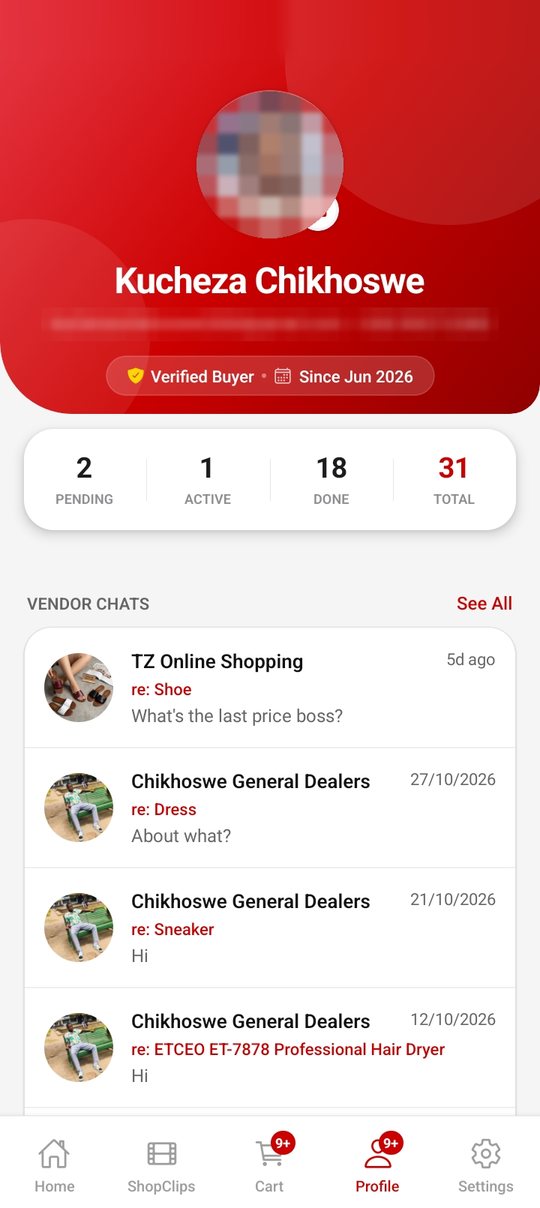 Kucheza Chikhoswe
Verified Buyer • Since Jun 2026
2 1 18 31
PENDING ACTIVE DONE TOTAL
VENDOR CHATS See All
TZ Online Shopping 5d ago
re: Shoe
What's the last price boss?
Chikhoswe General Dealers 27/10/2026
re: Dress
About what?
Chikhoswe General Dealers 21/10/2026
re: Sneaker
Hi
Chikhoswe General Dealers 12/10/2026
re: ETCEO ET-7878 Professional Hair Dryer
Hi
9+ 9+
Home ShopClips Cart Profile Settings